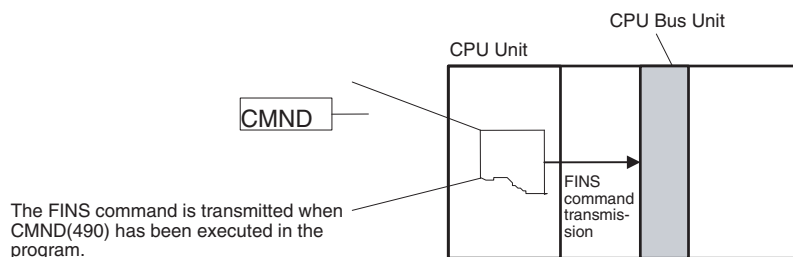 CPU Bus Unit
CPU Unit
CMND
FINS
command
transmis-
sion
The FINS command is transmitted when
CMND(490) has been executed in the
program.